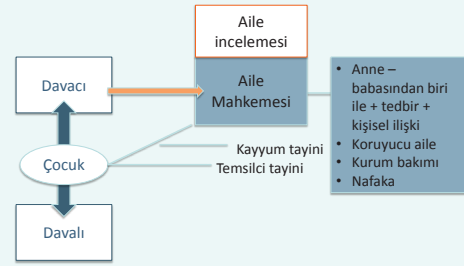 Aile
incelemesi
Davacı
Aile
Mahkemesi
• Anne –
babasından biri
ile + tedbir +
kişisel ilişki
• Koruyucu aile
• Kurum bakımı
• Nafaka
Kayyum tayini
Çocuk
Temsilci tayini
Davalı